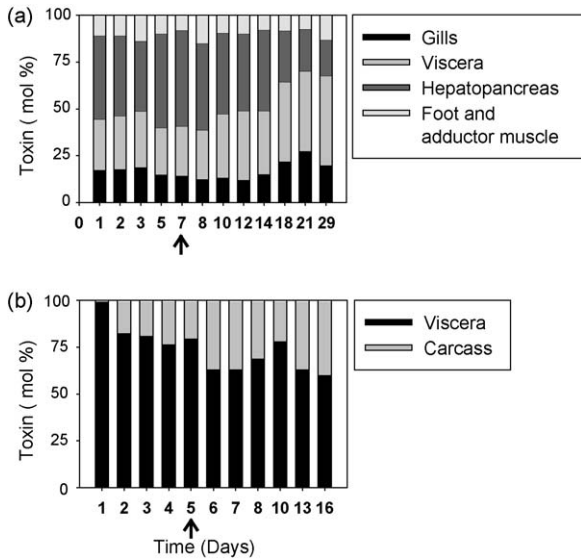 (a)
100
75
50
25
0
Toxin ( mol %)
0 1 2 3 5 7 8 10 12 14 18 21 29
Gills
Viscera
Hepatopancreas
Foot and
adductor muscle
(b)
100
75
25
0
Toxin ( mol %)
1 2 3 4 5 6 7 8 10 13 16
Time (Days)
Viscera
Carcass